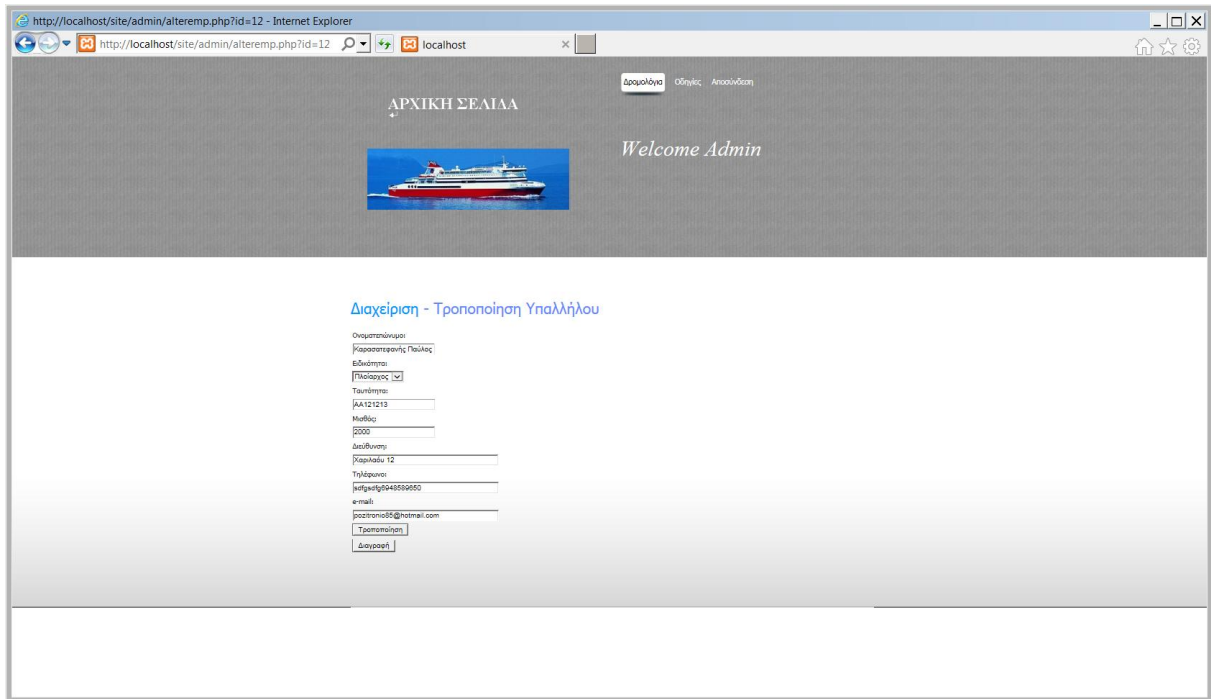 http://localhost/site/admin/alteremp.php?id=12 - Internet Explorer
http://localhost/site/admin/alteremp.php?id=12
localhost
Δρομολόγια Οδηγίες Αποσύνδεση
ΑΡΧΙΚΗ ΣΕΛΙΔΑ
Welcome Admin
Διαχείριση - Τροποποίηση Υπαλλήλου
Ονοματεπώνυμο:
Καρασατεφανής Παύλος
Ειδικότητα:
Πλοίαρχος
Ταυτότητα:
AA121213
Μισθός:
2000
Διεύθυνση:
Χαριλαόυ 12
Τηλέφωνο:
sdfgsdfg6948589650
e-mail:
pozitronio85@hotmail.com
Τροποποίηση
Διαγραφή